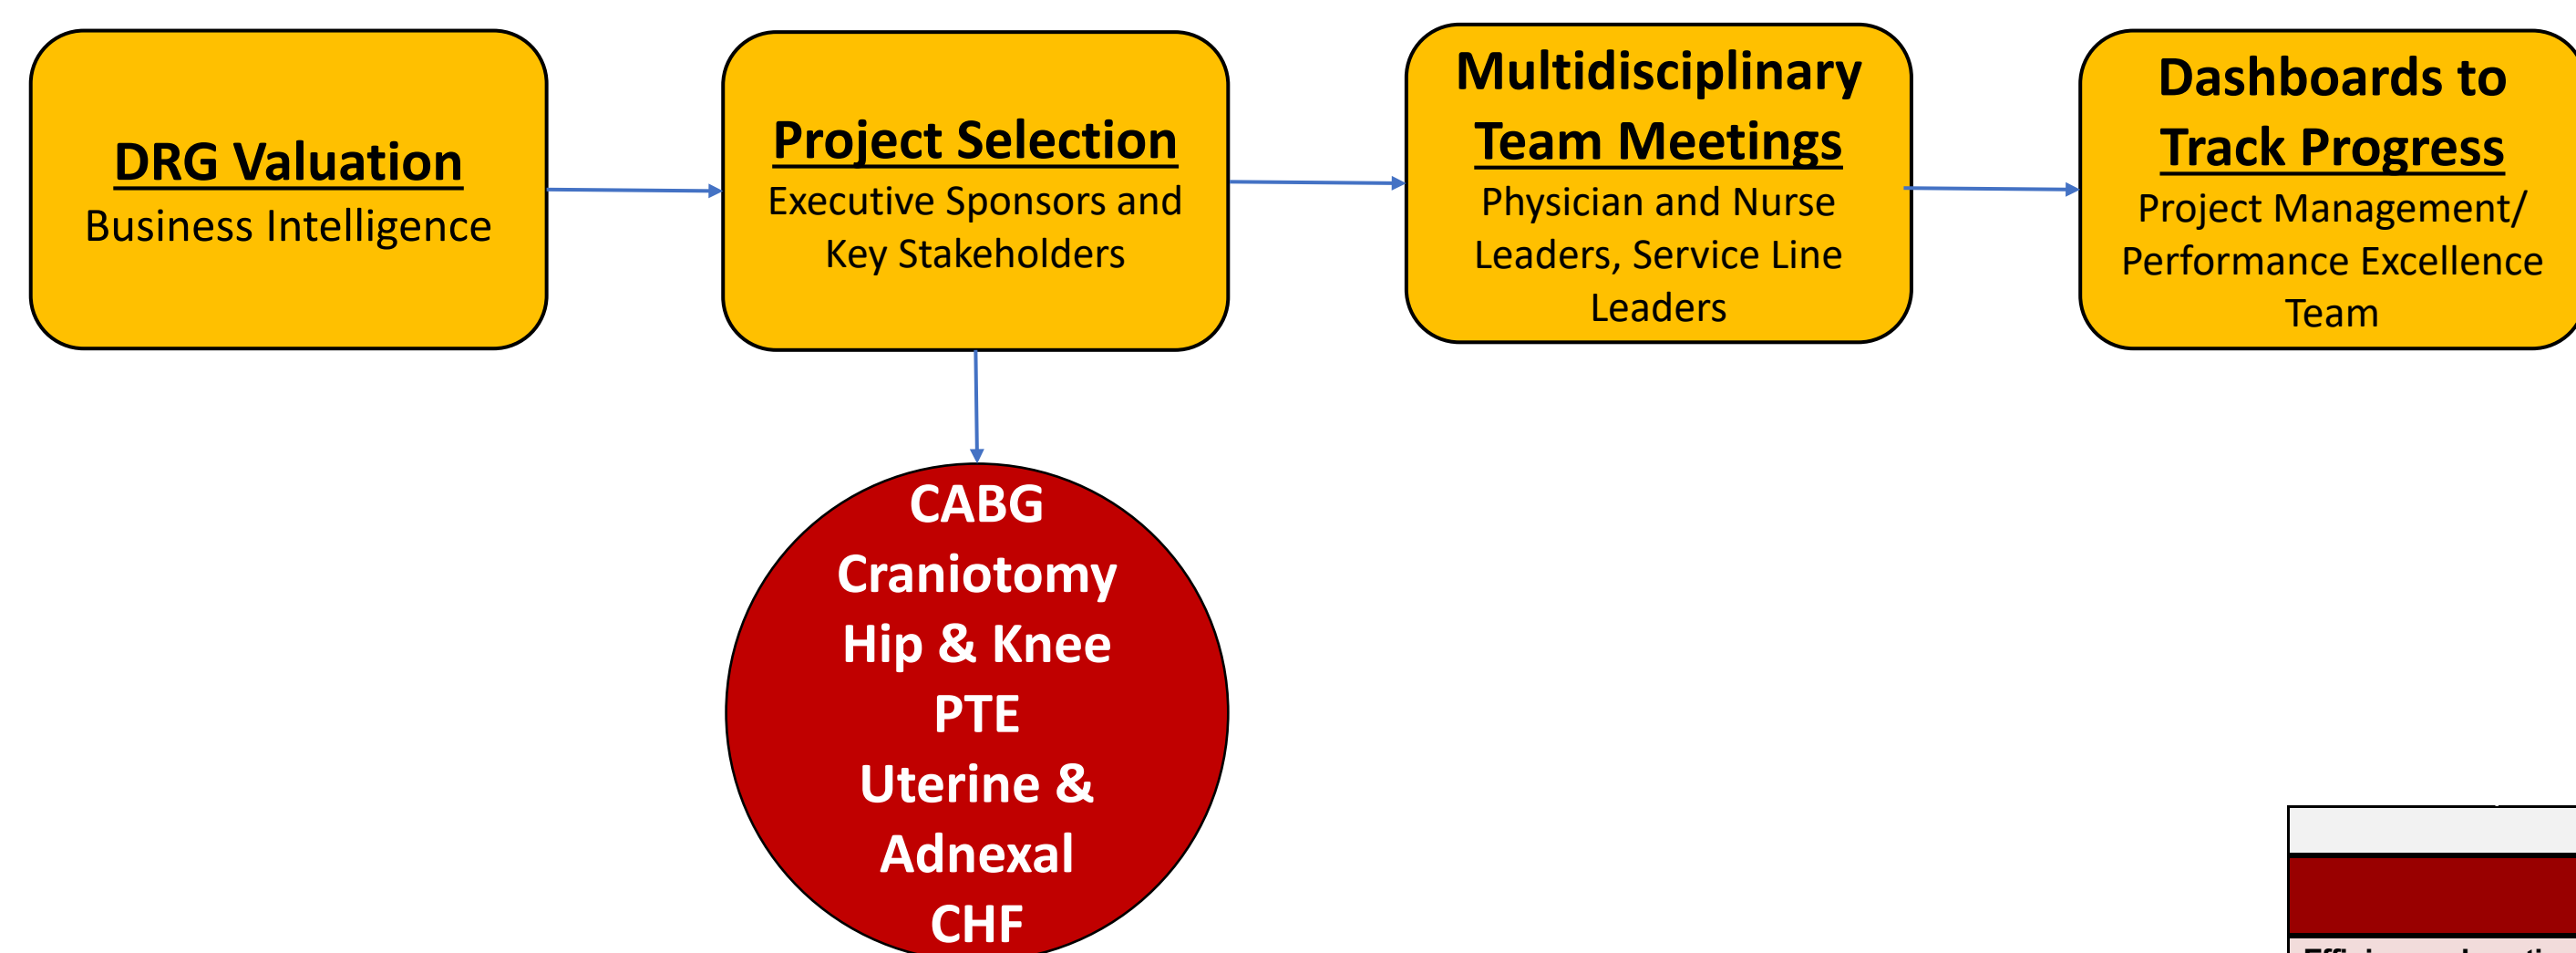 DRG Valuation
Business Intelligence
Project Selection
Executive Sponsors and
Key Stakeholders
Multidisciplinary
Team Meetings
Physician and Nurse
Leaders, Service Line
Leaders
Dashboards to
Track Progress
Project Management/
Performance Excellence
Team
CABG
Craniotomy
Hip & Knee
PTE
Uterine &
Adnexal
CHF